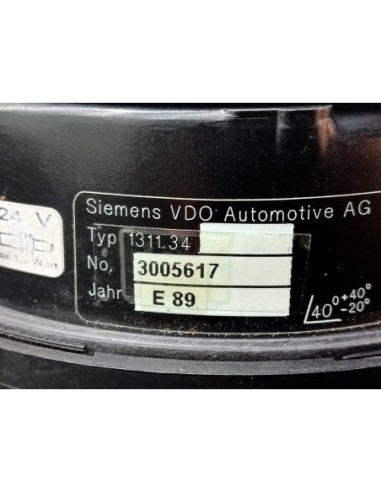 24 V
Siemens VDO Automotive AG
Typ 1311.34
No. 3005617
Jahr E 89
40° +40°
-20°